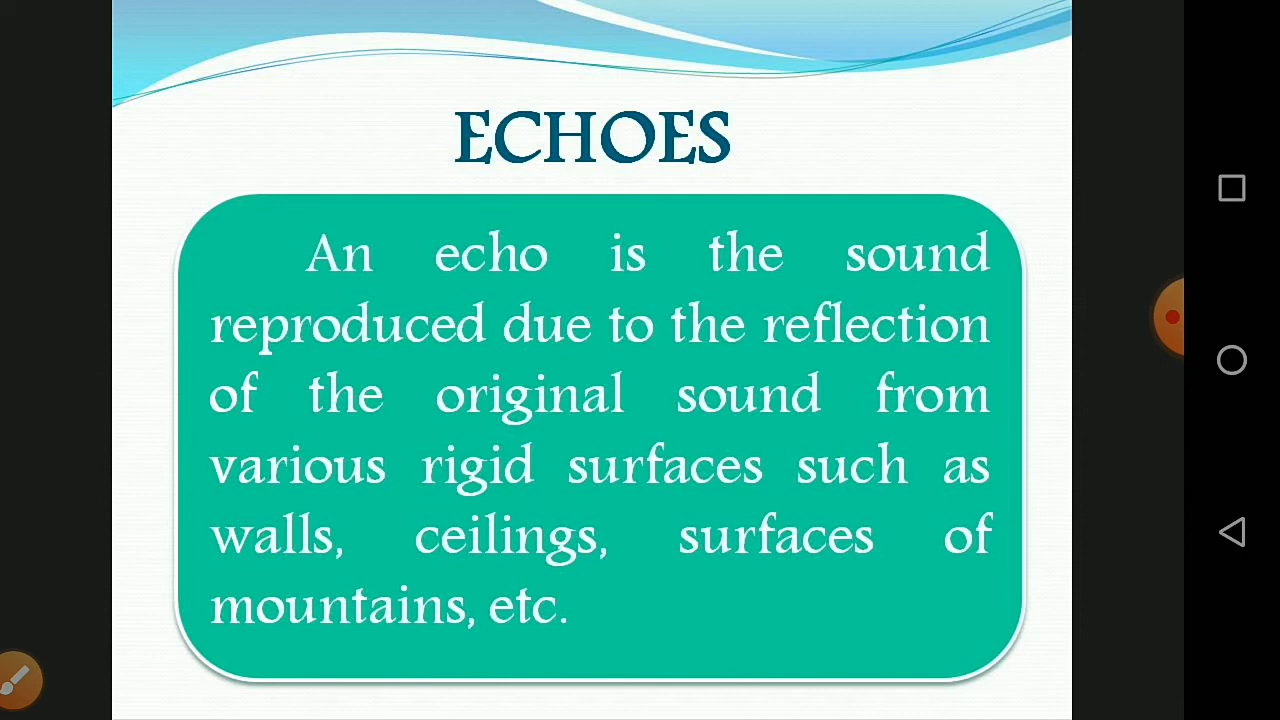 ECHOES
An echo is the sound
reproduced due to the reflection
of the original sound from
various rigid surfaces such as
walls, ceilings, surfaces of
mountains, etc.